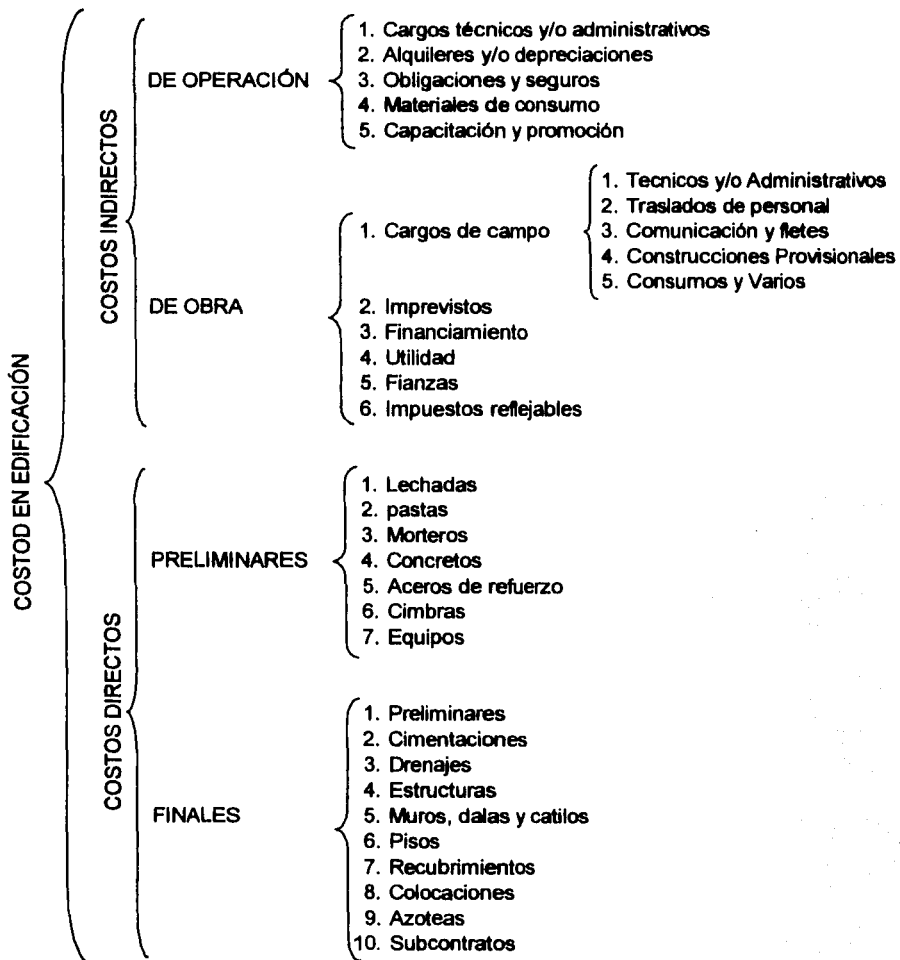 COSTOD EN EDIFICACIÓN
COSTOS INDIRECTOS
DE OPERACIÓN
1. Cargos técnicos y/o administrativos
2. Alquileres y/o depreciaciones
3. Obligaciones y seguros
4. Materiales de consumo
5. Capacitación y promoción
DE OBRA
1. Cargos de campo
1. Tecnicos y/o Administrativos
2. Traslados de personal
3. Comunicación y fletes
4. Construcciones Provisionales
5. Consumos y Varios
2. Imprevistos
3. Financiamiento
4. Utilidad
5. Fianzas
6. Impuestos reflejables
COSTOS DIRECTOS
PRELIMINARES
1. Lechadas
2. pastas
3. Morteros
4. Concretos
5. Aceros de refuerzo
6. Cimbras
7. Equipos
FINALES
1. Preliminares
2. Cimentaciones
3. Drenajes
4. Estructuras
5. Muros, dalas y catilos
6. Pisos
7. Recubrimientos
8. Colocaciones
9. Azoteas
10. Subcontratos